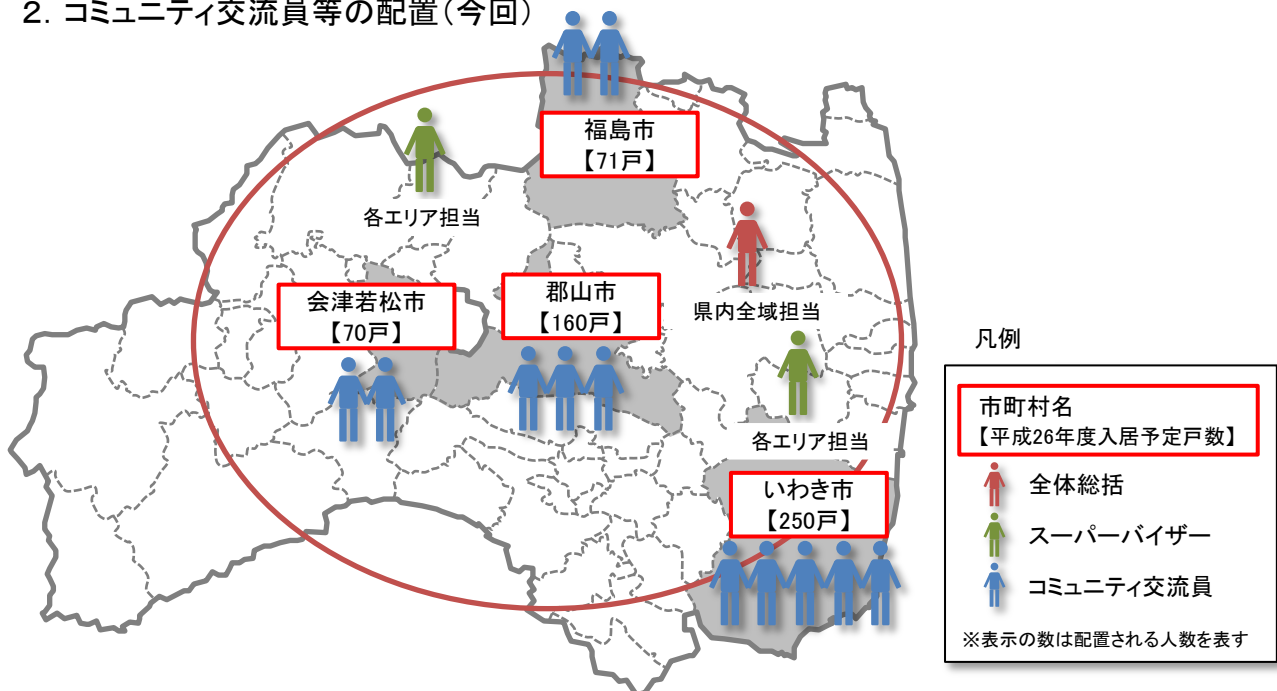 2．コミュニティ交流員等の配置（今回）
福島市
【71戸】
各エリア担当
会津若松市
【70戸】
郡山市
【160戸】
県内全域担当
各エリア担当
いわき市
【250戸】
凡例
市町村名
【平成26年度入居予定戸数】
全体総括
スーパーバイザー
コミュニティ交流員
※表示の数は配置される人数を表す